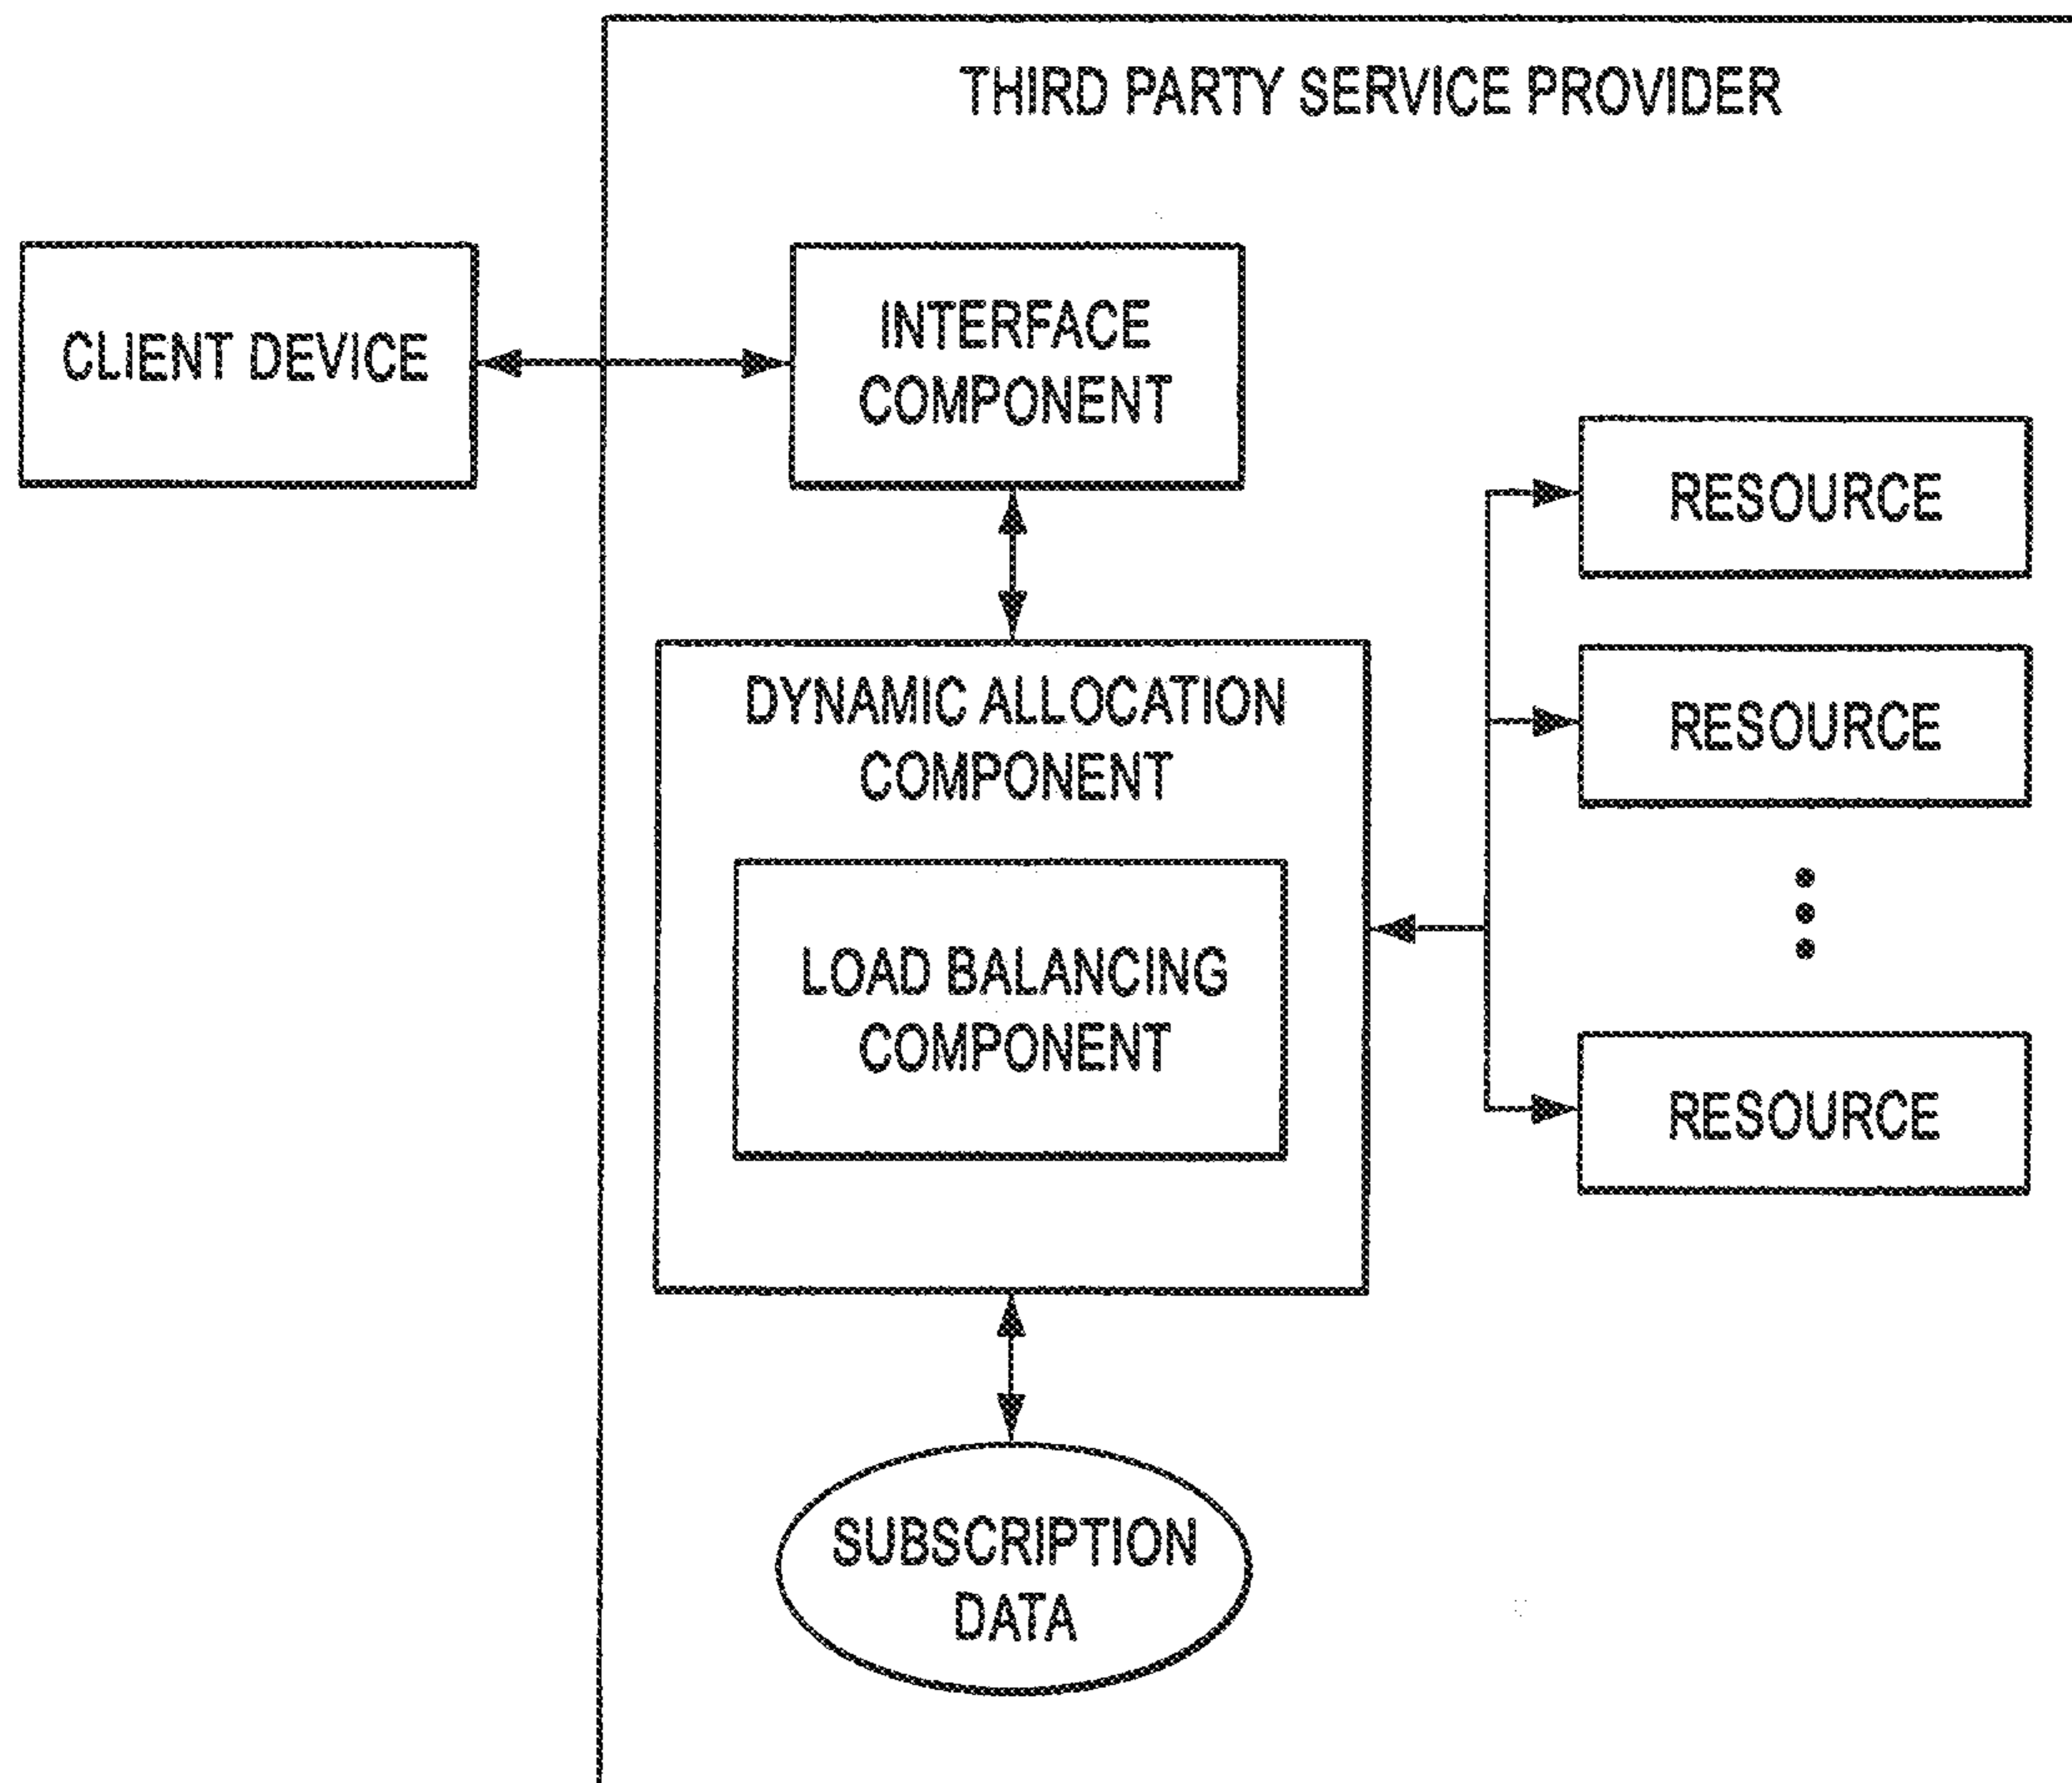 THIRD PARTY SERVICE PROVIDER
CLIENT DEVICE
INTERFACE
COMPONENT
RESOURCE
RESOURCE
RESOURCE
DYNAMIC ALLOCATION
COMPONENT
LOAD BALANCING
COMPONENT
SUBSCRIPTION
DATA